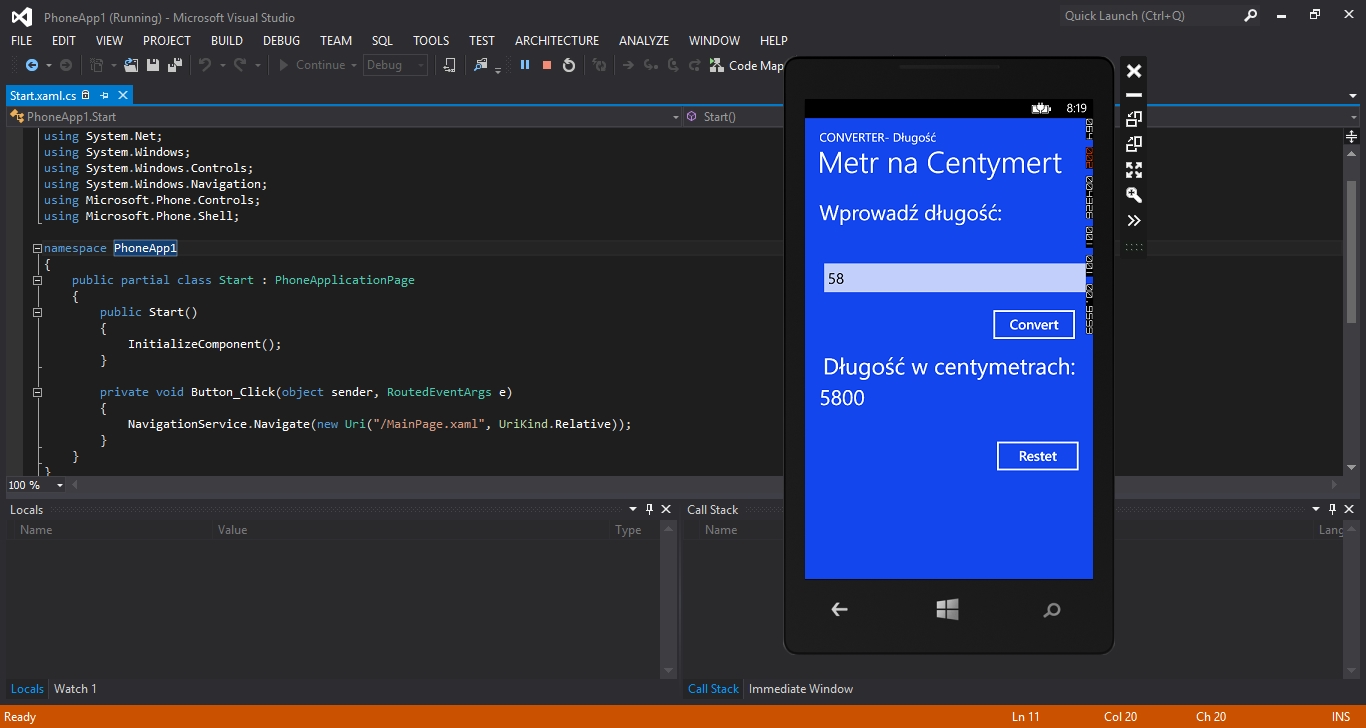 PhoneApp1 (Running) - Microsoft Visual Studio
Quick Launch (Ctrl+Q)
FILE EDIT VIEW PROJECT BUILD DEBUG TEAM SQL TOOLS TEST ARCHITECTURE ANALYZE WINDOW HELP
Continue Debug Code Map
Start.xaml.cs
PhoneApp1.Start Start()
using System.Net;
using System.Windows;
using System.Windows.Controls;
using System.Windows.Navigation;
using Microsoft.Phone.Controls;
using Microsoft.Phone.Shell;
namespace PhoneApp1
{
public partial class Start : PhoneApplicationPage
{
public Start()
{
InitializeComponent();
}
private void Button_Click(object sender, RoutedEventArgs e)
{
NavigationService.Navigate(new Uri("/MainPage.xaml", UriKind.Relative));
}
}
}
100 %
8:19
CONVERTER- Długość
Metr na Centymert
Wprowadź długość:
58
Convert
Długość w centymetrach:
5800
Restet
Locals
Name Value Type
Call Stack
Name Lang
Locals Watch 1
Call Stack Immediate Window
Ready Ln 11 Col 20 Ch 20 INS